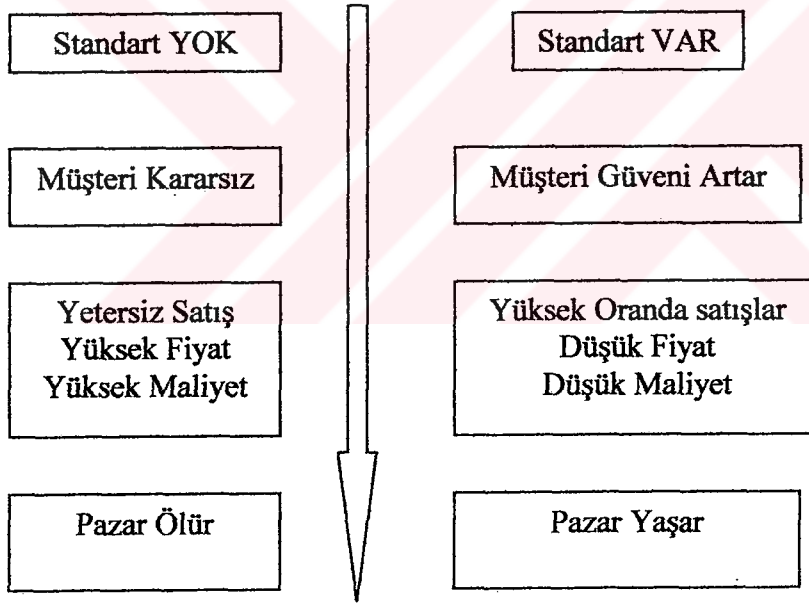 Standart YOK
Standart VAR
Müşteri Kararsız
Müşteri Güveni Artar
Yetersiz Satış
Yüksek Fiyat
Yüksek Maliyet
Yüksek Oranda satışlar
Düşük Fiyat
Düşük Maliyet
Pazar Ölür
Pazar Yaşar